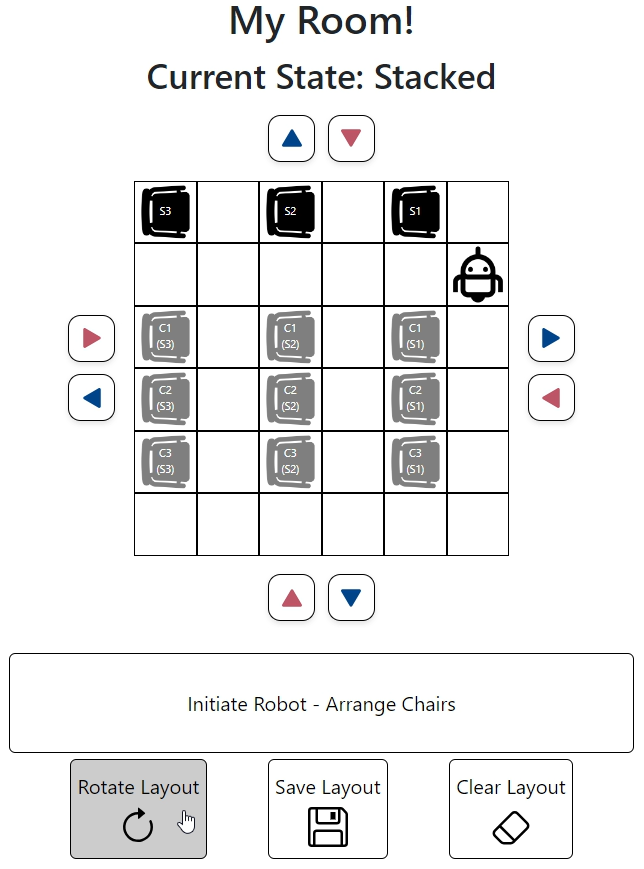 My Room!
Current State: Stacked
S3 S2 S1
C1 C1 C1
(S3) (S2) (S1)
C2 C2 C2
(S3) (S2) (S1)
C3 C3 C3
(S3) (S2) (S1)
Initiate Robot - Arrange Chairs
Rotate Layout Save Layout Clear Layout